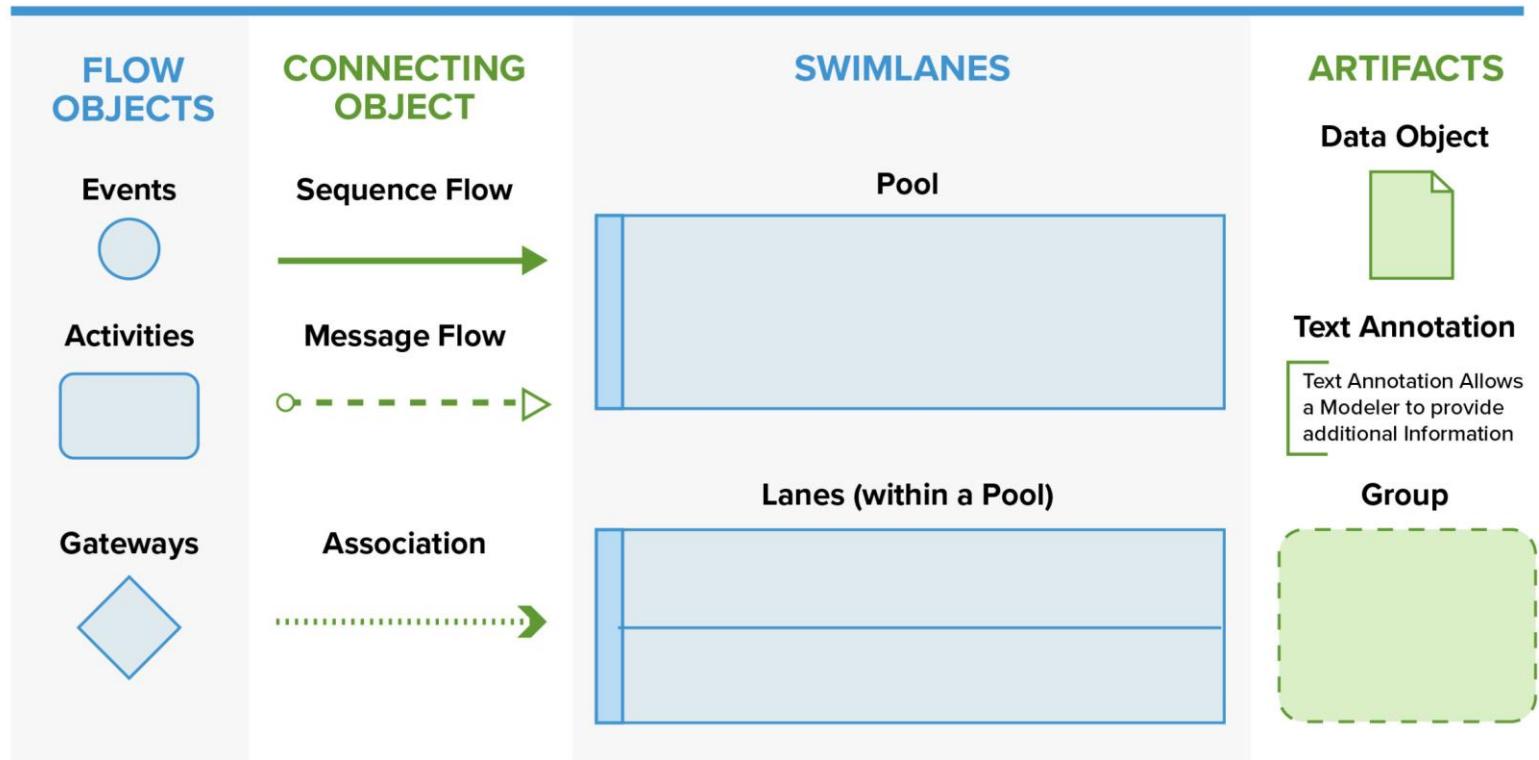 FLOW
OBJECTS
Events
Activities
Gateways
CONNECTING
OBJECT
Sequence Flow
Message Flow
Association
SWIMLANES
Pool
Lanes (within a Pool)
ARTIFACTS
Data Object
Text Annotation
Text Annotation Allows
a Modeler to provide
additional Information
Group